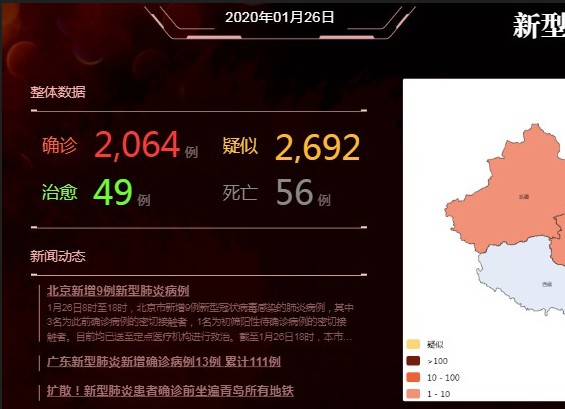 2020年01月26日
新型
整体数据
确诊 2,064 例 疑似 2,692
治愈 49 例 死亡 56 例
新闻动态
北京新增9例新型肺炎病例
1月26日8时至18时，北京市新增9例新型冠状病毒感染的肺炎病例，其中
3名为此前确诊病例的密切接触者，1名为初筛阳性待确诊病例的密切接
触者。目前均已送至定点医疗机构进行救治。截至1月26日18时，本市...
广东新型肺炎新增确诊病例13例 累计111例
扩散！新型肺炎患者确诊前坐遍青岛所有地铁
新疆
西藏
疑似
>100
10 - 100
1 - 10